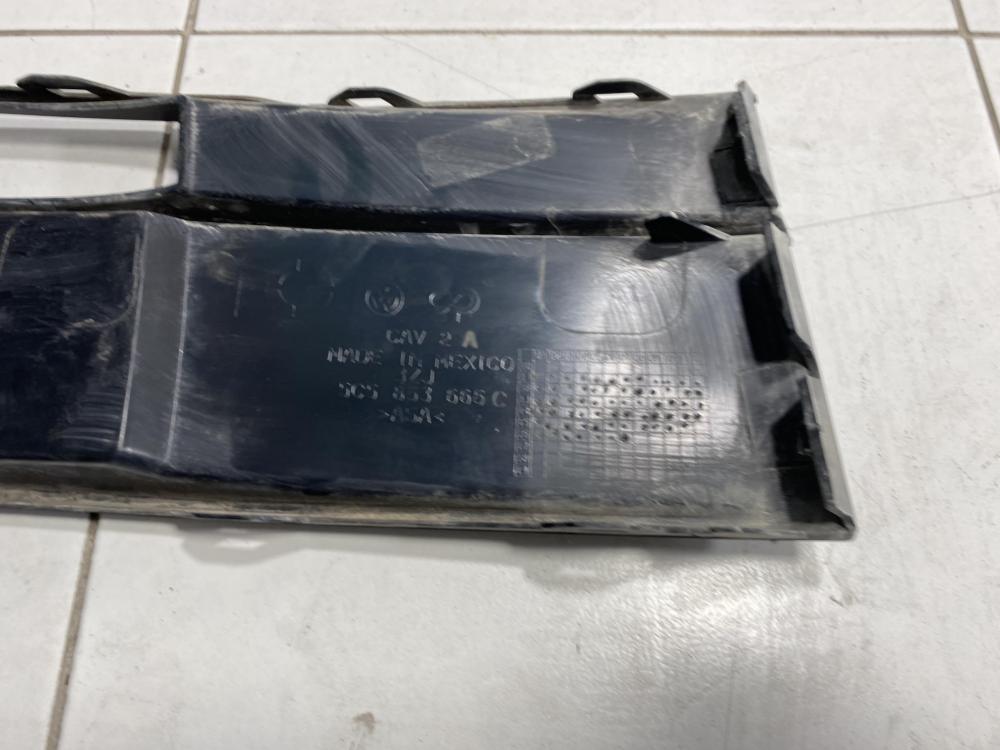 CAV 2 A
MADE IN MEXICO
5C5 853 665 C
>ASA<